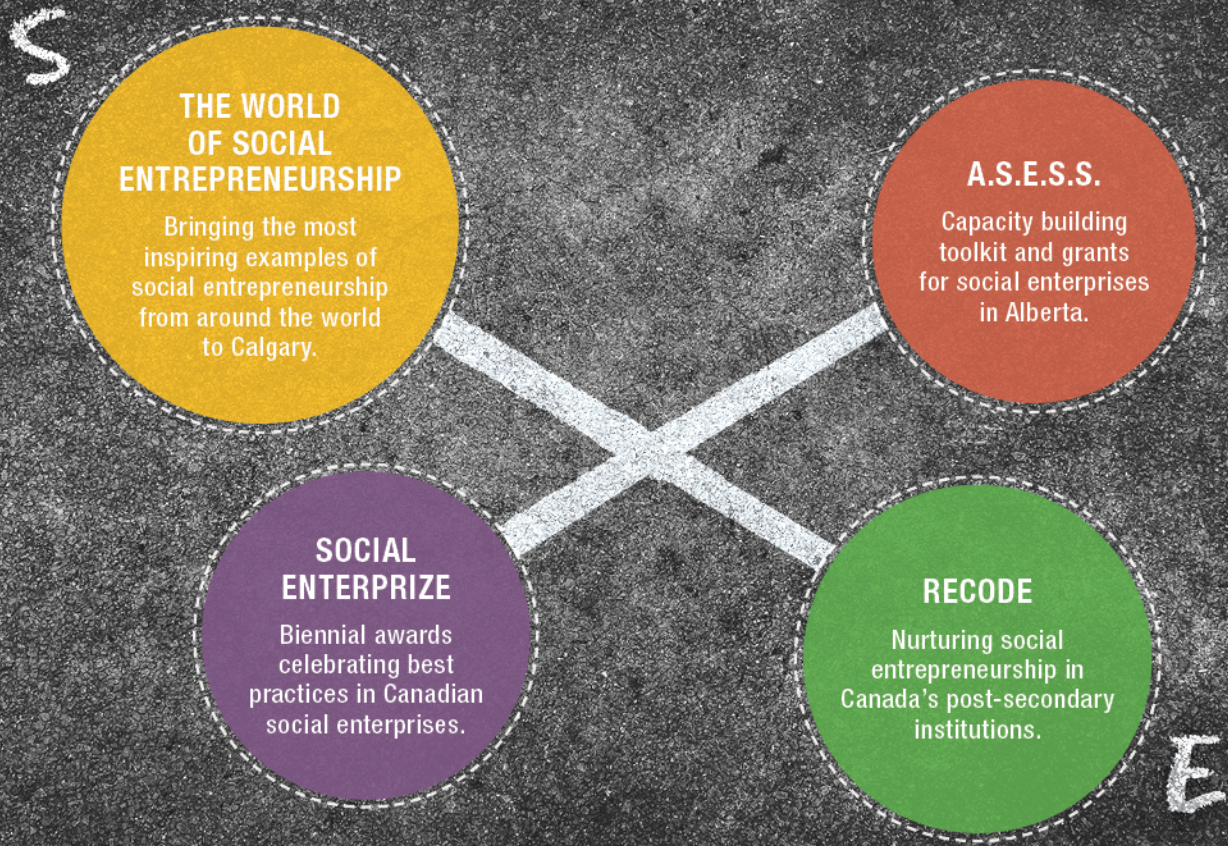 S
THE WORLD
OF SOCIAL
ENTREPRENEURSHIP
Bringing the most
inspiring examples of
social entrepreneurship
from around the world
to Calgary.
A.S.E.S.S.
Capacity building
toolkit and grants
for social enterprises
in Alberta.
SOCIAL
ENTERPRIZE
Biennial awards
celebrating best
practices in Canadian
social enterprises.
RECODE
Nurturing social
entrepreneurship in
Canada's post-secondary
institutions.
E